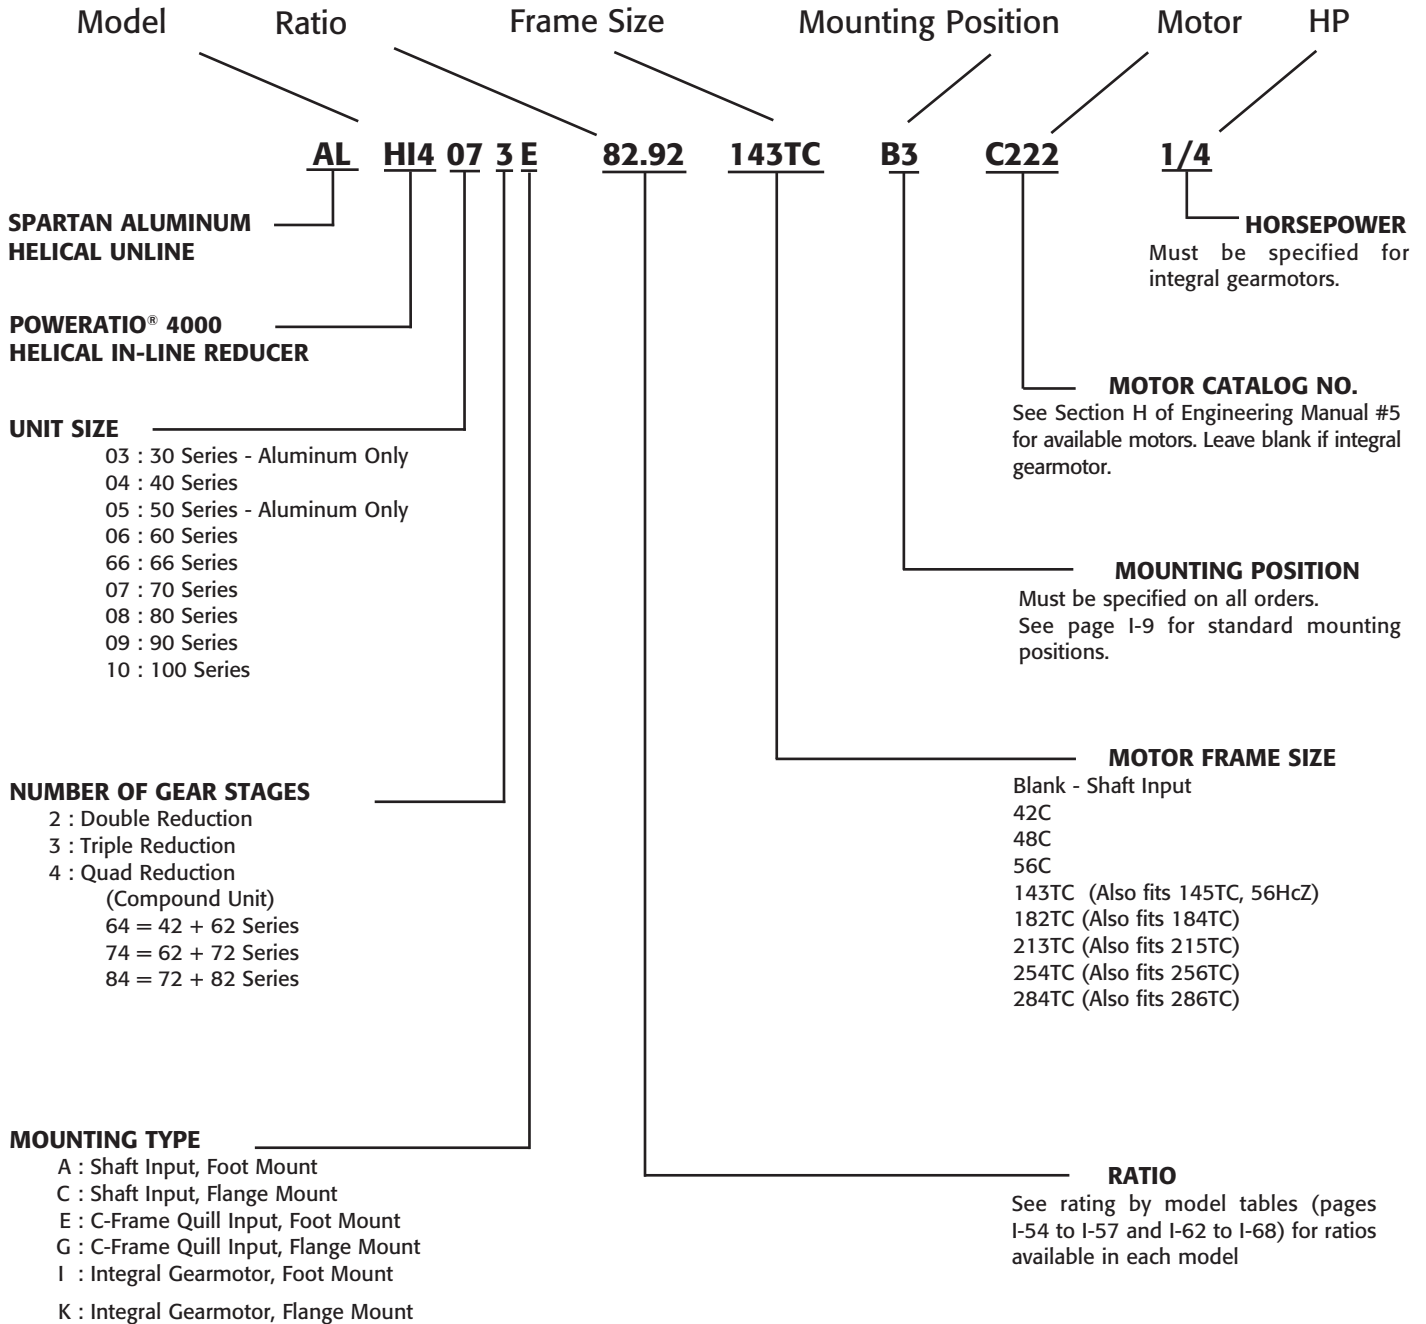 Model Ratio Frame Size Mounting Position Motor HP
AL HI4 07 3 E 82.92 143TC B3 C222 1/4
SPARTAN ALUMINUM
HELICAL UNLINE
POWERATIO® 4000
HELICAL IN-LINE REDUCER
UNIT SIZE
03 : 30 Series - Aluminum Only
04 : 40 Series
05 : 50 Series - Aluminum Only
06 : 60 Series
66 : 66 Series
07 : 70 Series
08 : 80 Series
09 : 90 Series
10 : 100 Series
NUMBER OF GEAR STAGES
2 : Double Reduction
3 : Triple Reduction
4 : Quad Reduction
(Compound Unit)
64 = 42 + 62 Series
74 = 62 + 72 Series
84 = 72 + 82 Series
MOUNTING TYPE
A : Shaft Input, Foot Mount
C : Shaft Input, Flange Mount
E : C-Frame Quill Input, Foot Mount
G : C-Frame Quill Input, Flange Mount
I : Integral Gearmotor, Foot Mount
K : Integral Gearmotor, Flange Mount
HORSEPOWER
Must be specified for
integral gearmotors.
MOTOR CATALOG NO.
See Section H of Engineering Manual #5
for available motors. Leave blank if integral
gearmotor.
MOUNTING POSITION
Must be specified on all orders.
See page I-9 for standard mounting
positions.
MOTOR FRAME SIZE
Blank - Shaft Input
42C
48C
56C
143TC (Also fits 145TC, 56HcZ)
182TC (Also fits 184TC)
213TC (Also fits 215TC)
254TC (Also fits 256TC)
284TC (Also fits 286TC)
RATIO
See rating by model tables (pages
I-54 to I-57 and I-62 to I-68) for ratios
available in each model